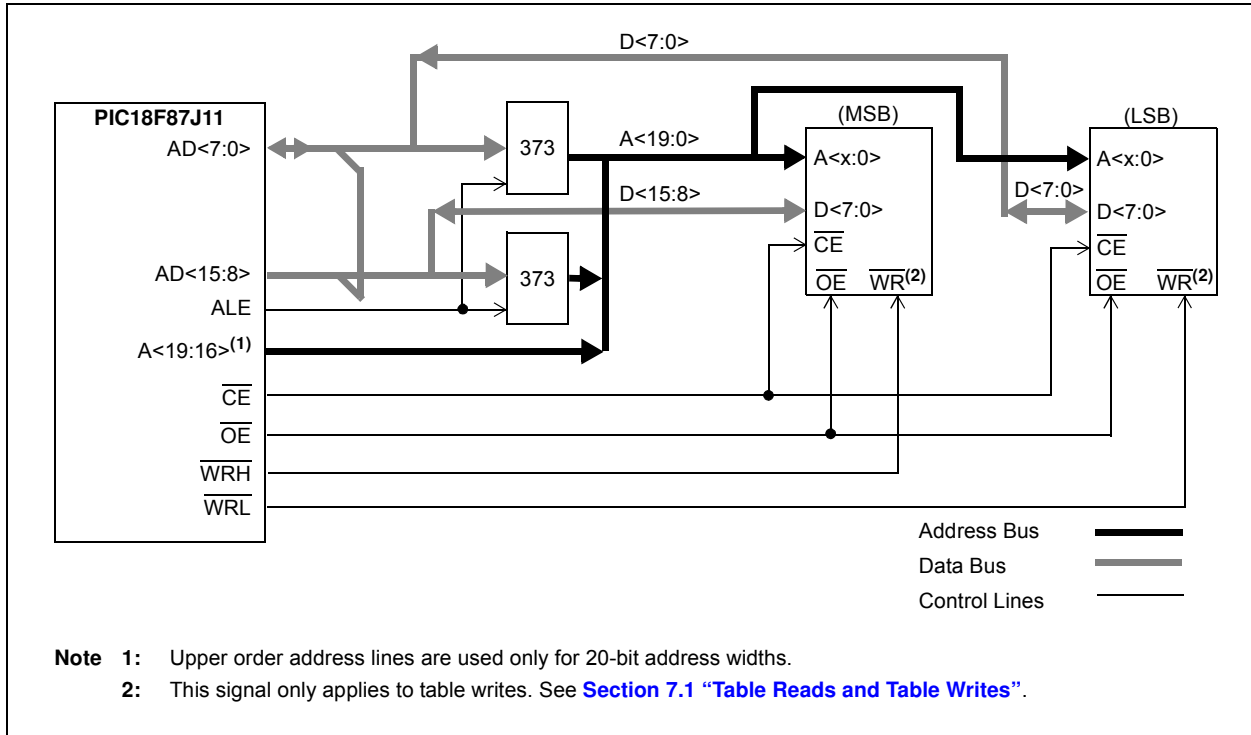 D<7:0>
PIC18F87J11
AD<7:0>
373
A<19:0>
(MSB)
A<x:0>
(LSB)
A<x:0>
D<15:8>
D<7:0>
D<7:0>
D<7:0>
CE
CE
AD<15:8>
373
OE WR(2)
OE WR(2)
ALE
A<19:16>(1)
CE
OE
WRH
WRL
Address Bus
Data Bus
Control Lines
Note 1: Upper order address lines are used only for 20-bit address widths.
2: This signal only applies to table writes. See Section 7.1 “Table Reads and Table Writes”.